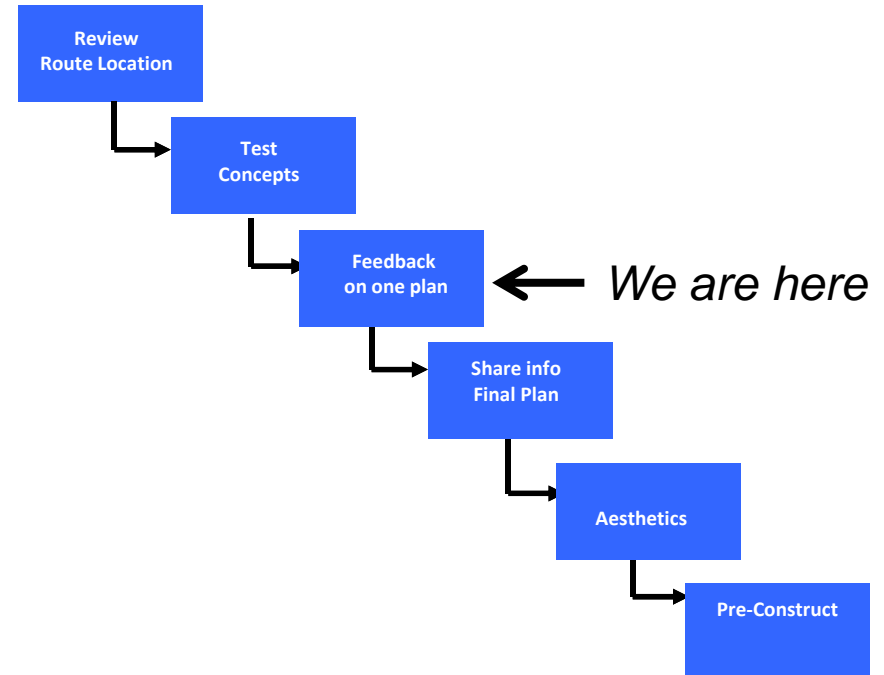 Review
Route Location
Test
Concepts
Feedback
on one plan
We are here
Share info
Final Plan
Aesthetics
Pre-Construct